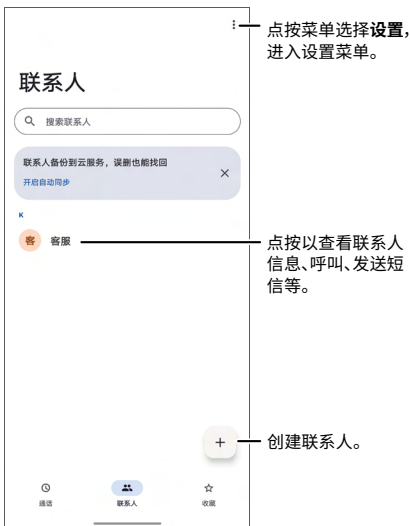 点按菜单选择设置，
进入设置菜单。
联系人
搜索联系人
联系人备份到云服务，误删也能找回
开启自动同步
K
客 客服
点按以查看联系人
信息、呼叫、发送短
信等。
创建联系人。
通话 联系人 收藏